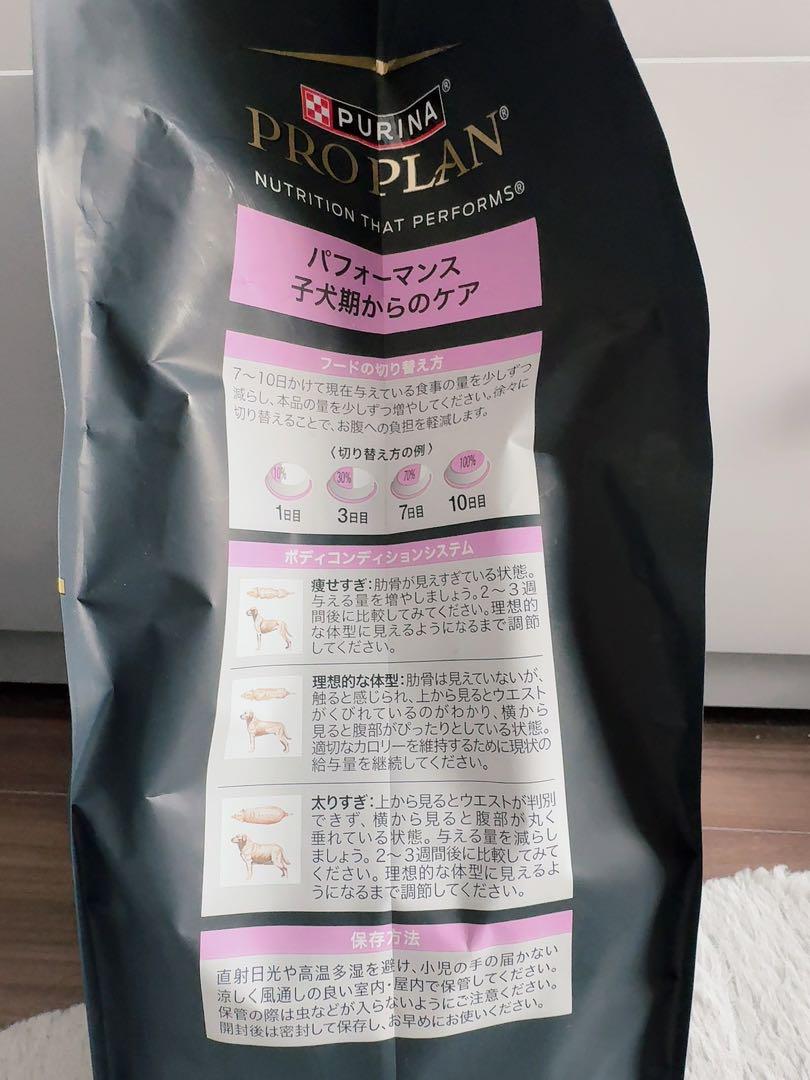 PURINA®
PRO PLAN®
NUTRITION THAT PERFORMS®
パフォーマンス
子犬期からのケア
フードの切り替え方
7〜10日かけて現在与えている食事の量を少しずつ
減らし、本品の量を少しずつ増やしてください。徐々に
切り替えることで、お腹への負担を軽減します。
〈切り替え方の例〉
10% 30% 70% 100%
1日目 3日目 7日目 10日目
ボディコンディションシステム
痩せすぎ：肋骨が見えすぎている状態。
与える量を増やしましょう。2〜3週
間後に比較してみてください。理想的
な体型に見えるようになるまで調節
してください。
理想的な体型：肋骨は見えていないが、
触ると感じられ、上から見るとウエスト
がくびれているのがわかり、横から
見ると腹部がぴったりとしている状態。
適切なカロリーを維持するために現状の
給与量を継続してください。
太りすぎ：上から見るとウエストが判別
できず、横から見ると腹部が丸く
垂れている状態。与える量を減らし
ましょう。2〜3週間後に比較してみて
ください。理想的な体型に見えるよ
うになるまで調節してください。
保存方法
直射日光や高温多湿を避け、小児の手の届かない
涼しく風通しの良い室内・屋内で保管してください。
保管の際は虫などが入らないようにご注意ください。
開封後は密封して保存し、お早めにお使いください。